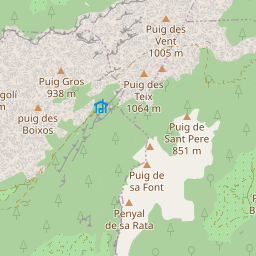 Puig des
Vent
1005 m
Puig Gros
938 m
Puig des
Teix
1064 m
golí
puig des
Boixos
Puig de
Sant Pere
851 m
Puig de
sa Font
Penyal
de sa Rata